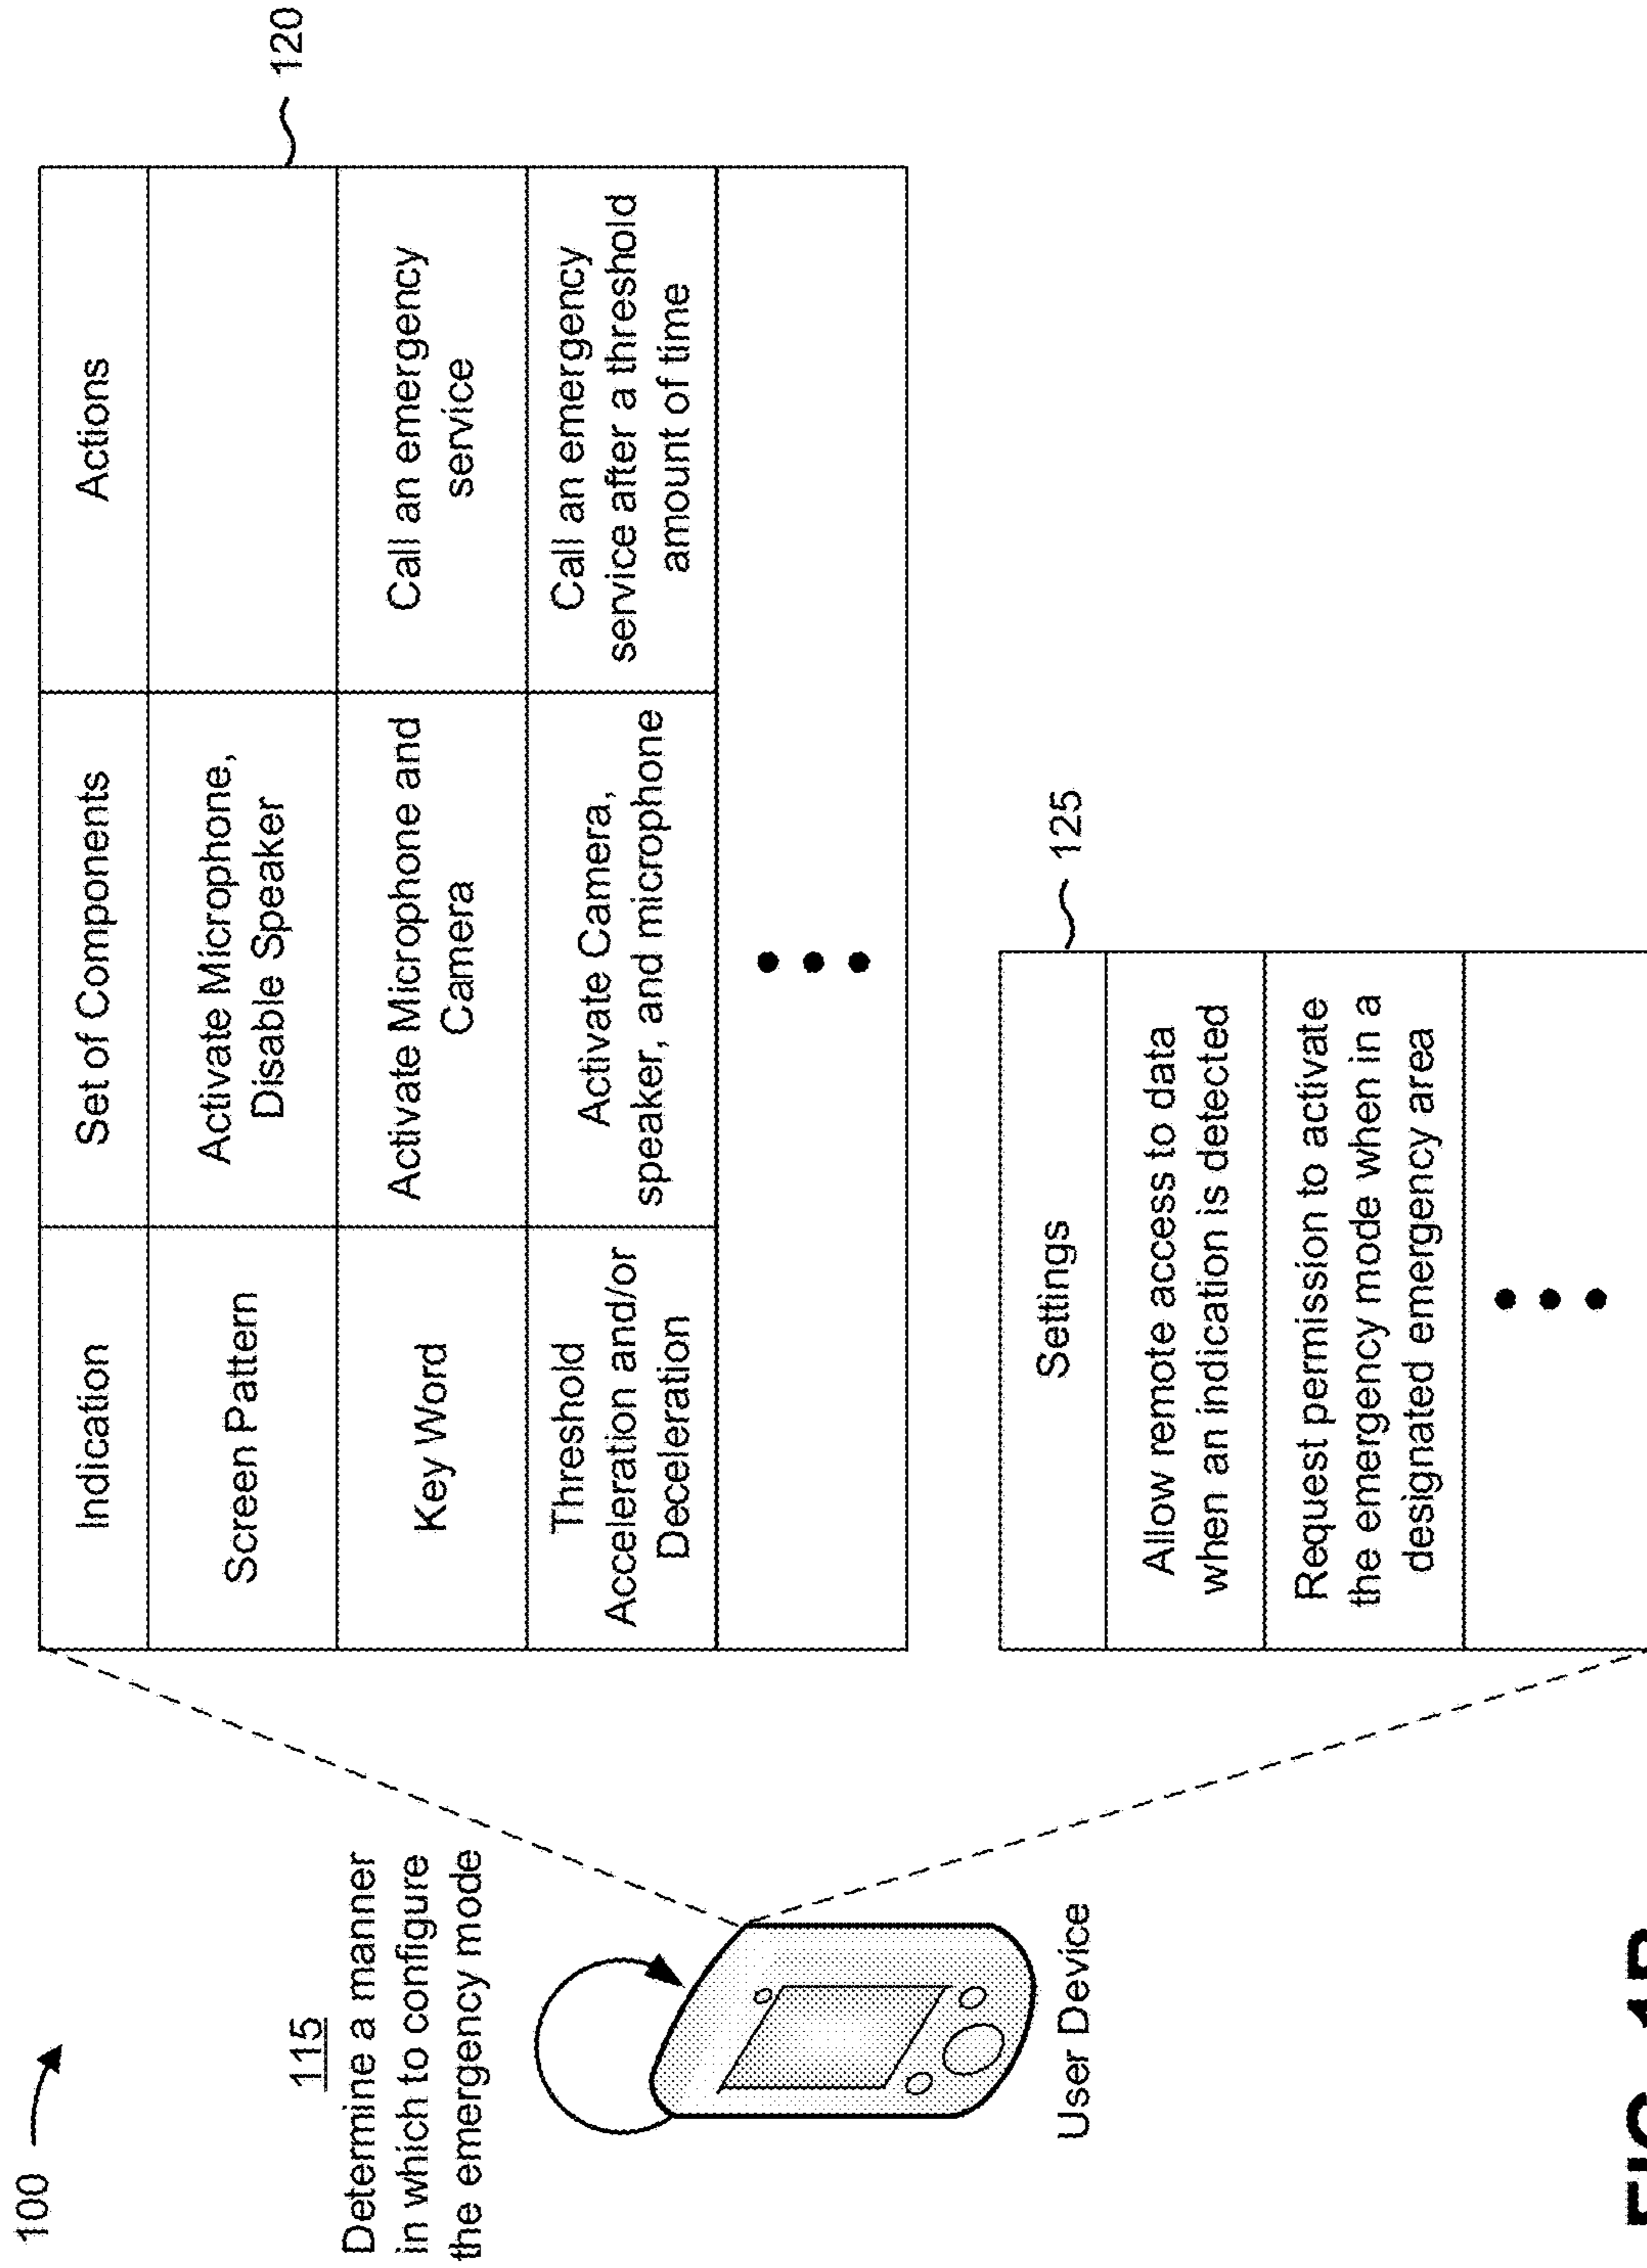 100
115
Determine a manner
in which to configure
the emergency mode
User Device
Indication
Set of Components
Actions
Screen Pattern
Activate Microphone,
Disable Speaker
Key Word
Activate Microphone and
Camera
Call an emergency
service
Threshold
Acceleration and/or
Deceleration
Activate Camera,
speaker, and microphone
Call an emergency
service after a threshold
amount of time
120
Settings
Allow remote access to data
when an indication is detected
Request permission to activate
the emergency mode when in a
designated emergency area
125
FIG. 1B